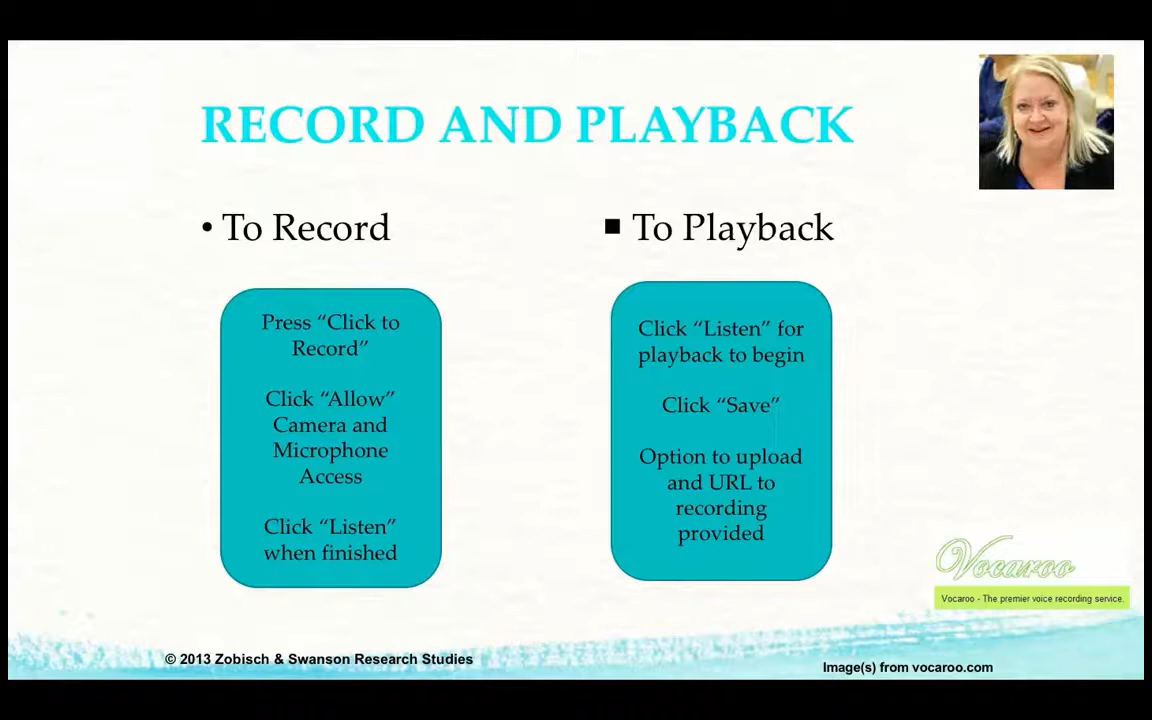 RECORD AND PLAYBACK
• To Record
Press “Click to
Record”
Click “Allow”
Camera and
Microphone
Access
Click “Listen”
when finished
■ To Playback
Click “Listen” for
playback to begin
Click “Save”
Option to upload
and URL to
recording
provided
Vocaroo
Vocaroo - The premier voice recording service.
© 2013 Zobisch & Swanson Research Studies
Image(s) from vocaroo.com